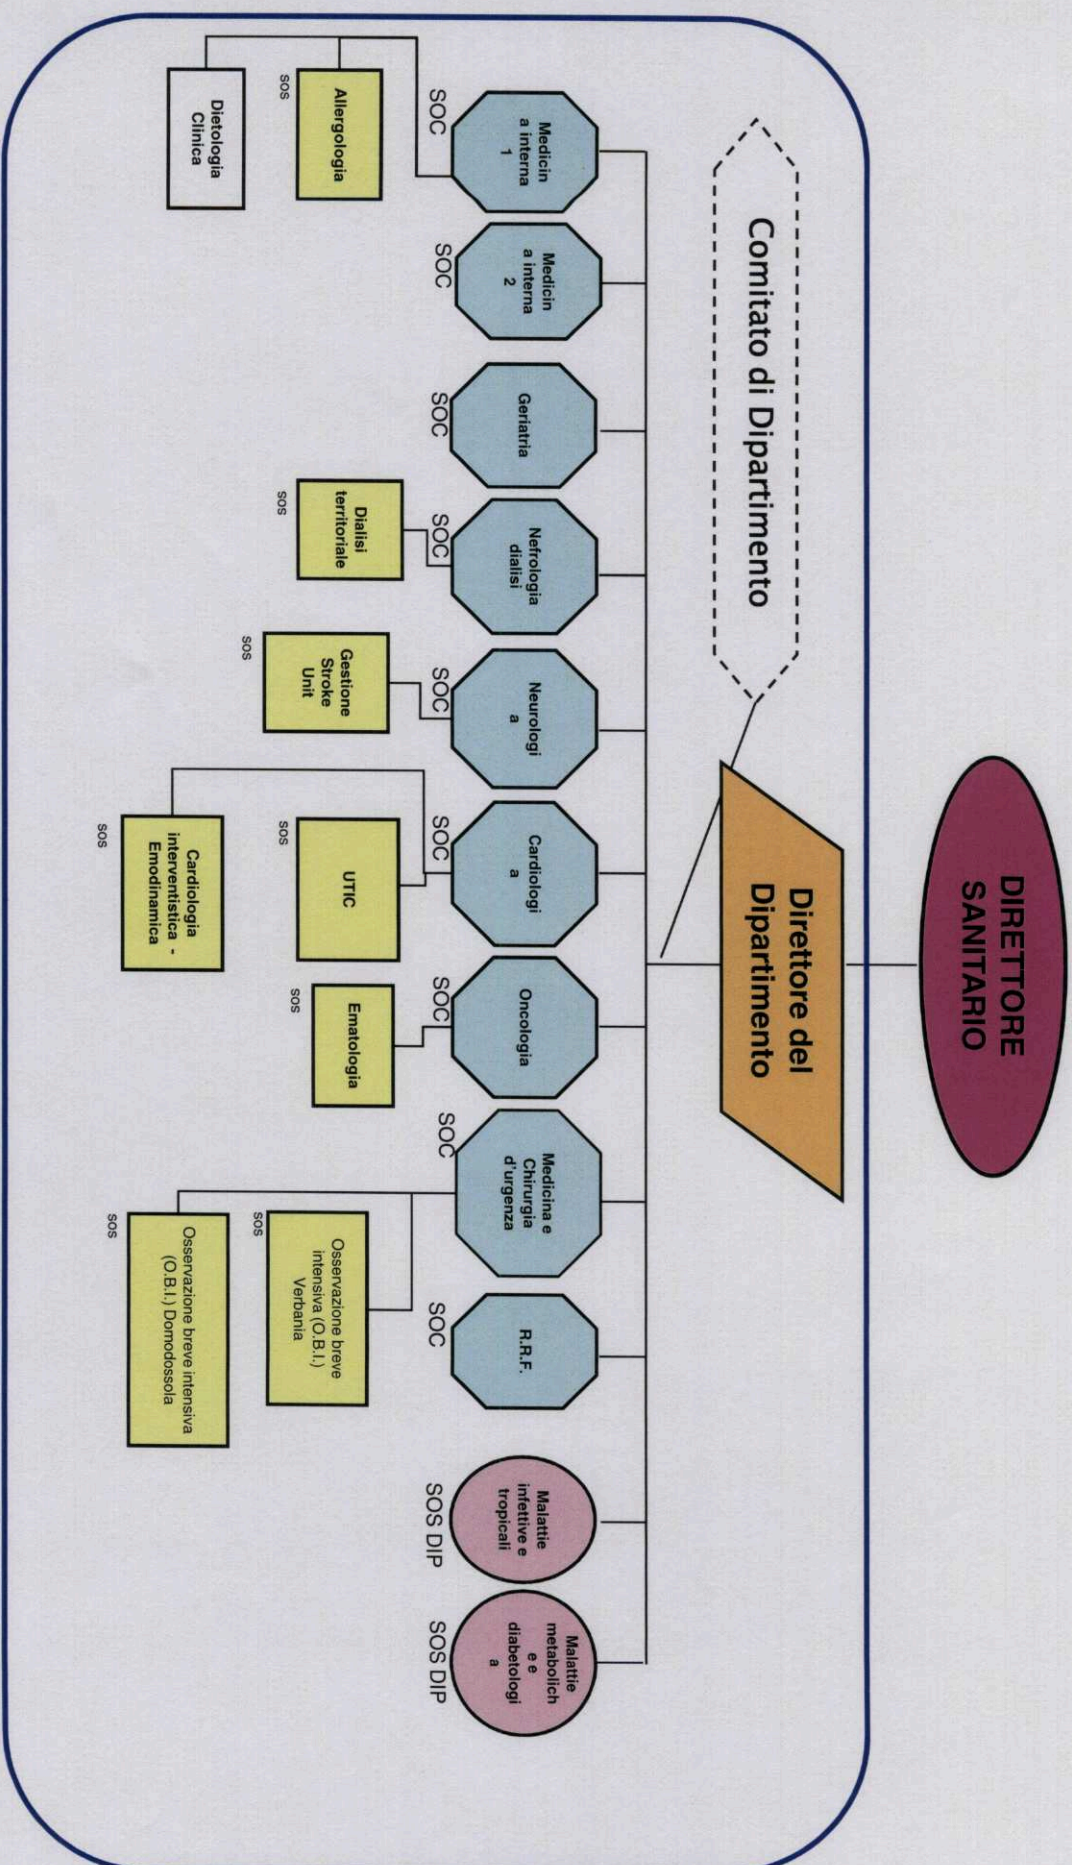 DIRETTORE
SANITARIO
Comitato di Dipartimento
Direttore del
Dipartimento
Medicin
a interna
1
SOC
Medicin
a interna
2
SOC
Geriatria
SOC
Nefrologia
dialisi
SOC
Neurologi
a
SOC
Cardiologi
a
SOC
Oncologia
SOC
Medicina e
Chirurgia
d'urgenza
SOC
R.R.F.
SOC
Malattie
infettive e
tropicali
SOS DIP
Malattie
metabolich
e e
diabetologi
a
SOS DIP
Allergologia
sos
Dietologia
Clinica
Dialisi
territoriale
sos
Gestione
Stroke
Unit
sos
UTIC
sos
Cardiologia
interventistica -
Emodinamica
sos
Ematologia
sos
Osservazione breve
intensiva (O.B.I.)
Verbania
sos
Osservazione breve intensiva
(O.B.I.) Domodossola
sos